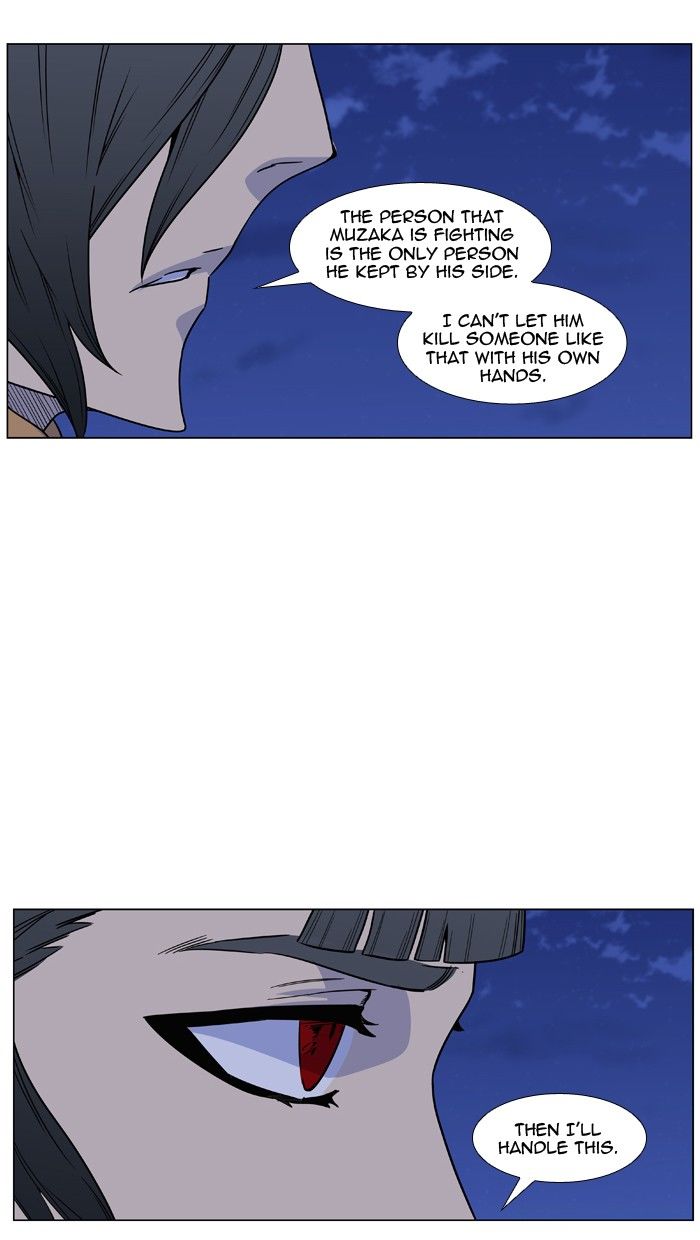 THE PERSON THAT
MUZAKA IS FIGHTING
IS THE ONLY PERSON
HE KEPT BY HIS SIDE.
I CAN'T LET HIM
KILL SOMEONE LIKE
THAT WITH HIS OWN
HANDS.
THEN I'LL
HANDLE THIS.